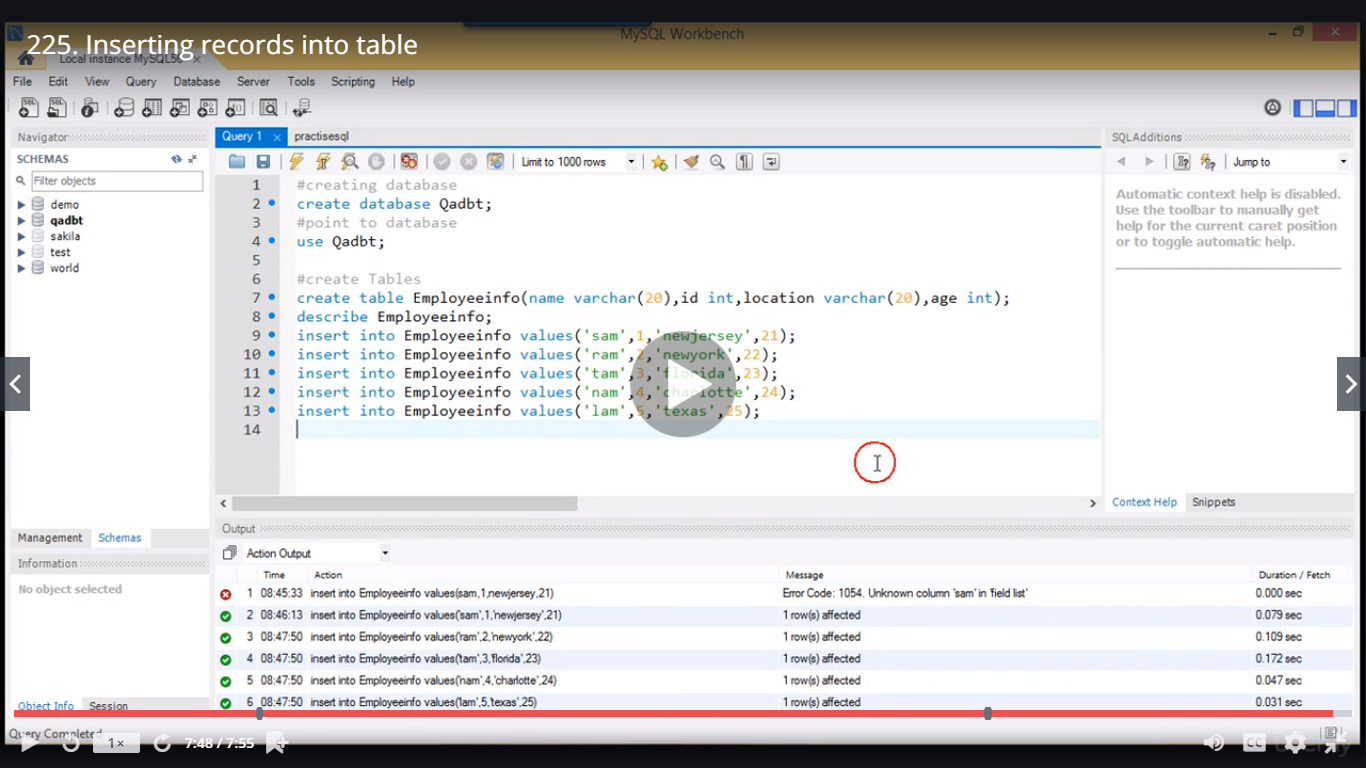 225. Inserting records into table
MySQL Workbench
Local instance MySQL56
File Edit View Query Database Server Tools Scripting Help
Navigator
SCHEMAS
Filter objects
demo
qadbt
sakila
test
world
Management Schemas
Information
No object selected
Object Info Session
Query 1 practisesql
Limit to 1000 rows
1 #creating database
2 create database Qadbt;
3 #point to database
4 use Qadbt;
5
6 #create Tables
7 create table Employeeinfo(name varchar(20),id int,location varchar(20),age int);
8 describe Employeeinfo;
9 insert into Employeeinfo values('sam',1,'newjersey',21);
10 insert into Employeeinfo values('ram',2,'newyork',22);
11 insert into Employeeinfo values('tam',3,'florida',23);
12 insert into Employeeinfo values('nam',4,'charlotte',24);
13 insert into Employeeinfo values('lam',5,'texas',25);
14
SQLAdditions
Jump to
Automatic context help is disabled.
Use the toolbar to manually get
help for the current caret position
or to toggle automatic help.
Context Help Snippets
Output
Action Output
Time Action Message Duration / Fetch
1 08:45:33 insert into Employeeinfo values(sam,1,newjersey,21) Error Code: 1054. Unknown column 'sam' in 'field list' 0.000 sec
2 08:46:13 insert into Employeeinfo values('sam',1,'newjersey',21) 1 row(s) affected 0.079 sec
3 08:47:50 insert into Employeeinfo values('ram',2,'newyork',22) 1 row(s) affected 0.109 sec
4 08:47:50 insert into Employeeinfo values('tam',3,'florida',23) 1 row(s) affected 0.172 sec
5 08:47:50 insert into Employeeinfo values('nam',4,'charlotte',24) 1 row(s) affected 0.047 sec
6 08:47:50 insert into Employeeinfo values('lam',5,'texas',25) 1 row(s) affected 0.031 sec
Query Completed
1× 7:48 / 7:55 CC